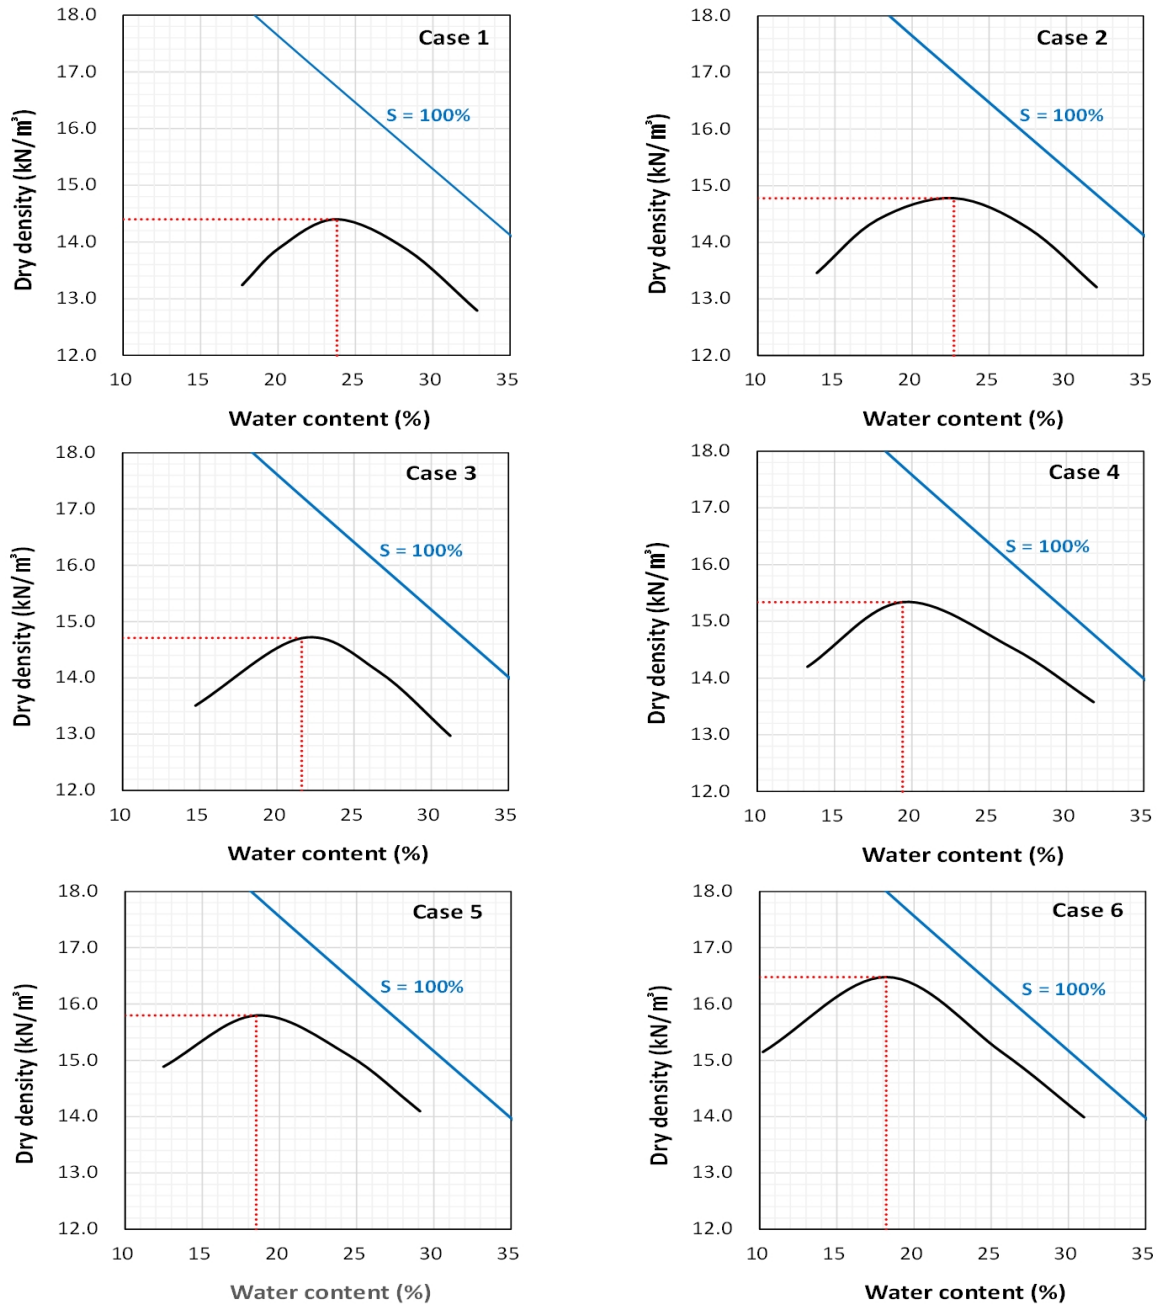 Case 1
S = 100%
18.0
17.0
16.0
15.0
14.0
13.0
12.0
10 15 20 25 30 35
Dry density (kN/㎥)
Water content (%)
Case 2
S = 100%
18.0
17.0
16.0
15.0
14.0
13.0
12.0
10 15 20 25 30 35
Dry density (kN/㎥)
Water content (%)
Case 3
S = 100%
18.0
17.0
16.0
15.0
14.0
13.0
12.0
10 15 20 25 30 35
Dry density (kN/㎥)
Water content (%)
Case 4
S = 100%
18.0
17.0
16.0
15.0
14.0
13.0
12.0
10 15 20 25 30 35
Dry density (kN/㎥)
Water content (%)
Case 5
S = 100%
18.0
17.0
16.0
15.0
14.0
13.0
12.0
10 15 20 25 30 35
Dry density (kN/㎥)
Water content (%)
Case 6
S = 100%
18.0
17.0
16.0
15.0
14.0
13.0
12.0
10 15 20 25 30 35
Dry density (kN/㎥)
Water content (%)